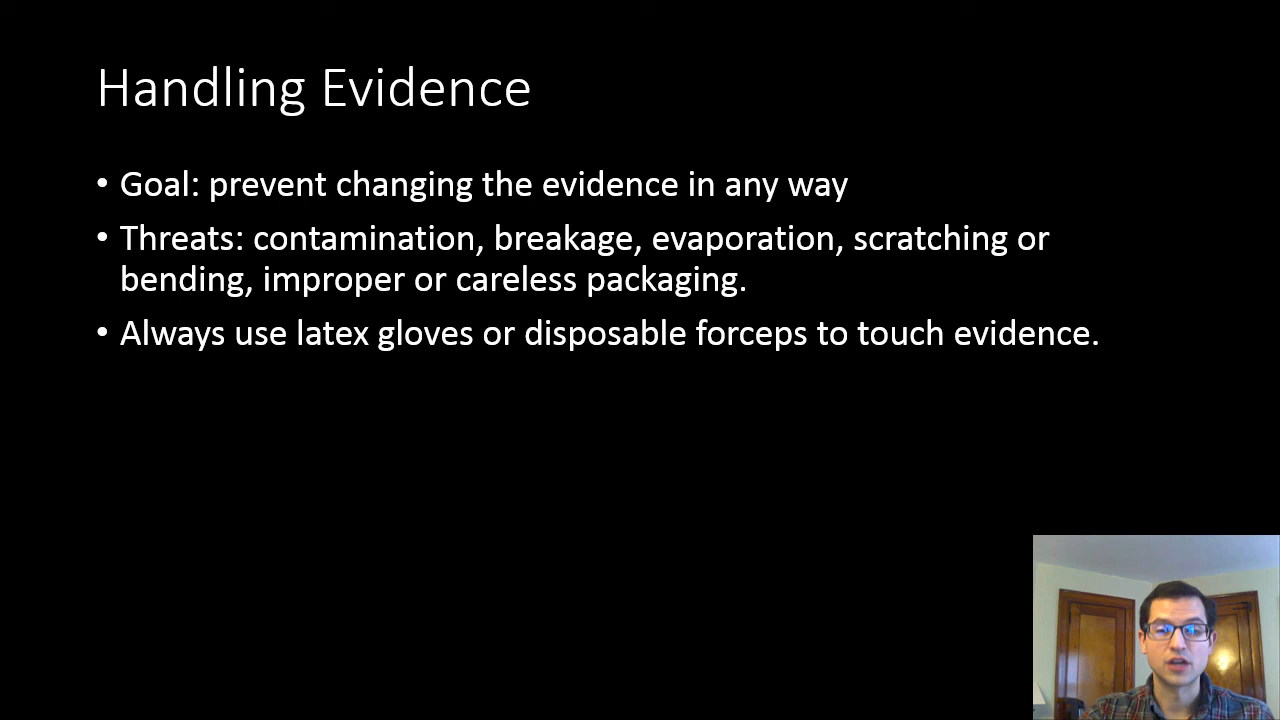 Handling Evidence
• Goal: prevent changing the evidence in any way
• Threats: contamination, breakage, evaporation, scratching or
bending, improper or careless packaging.
• Always use latex gloves or disposable forceps to touch evidence.